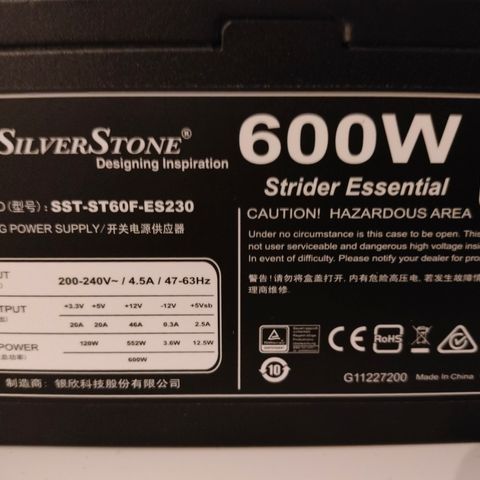 SILVERSTONE®
Designing Inspiration
600W
Strider Essential
(型号): SST-ST60F-ES230
POWER SUPPLY/开关电源供应器
200-240V~ / 4.5A / 47-63Hz
+3.3V +5V +12V -12V +5Vsb
20A 20A 46A 0.3A 2.5A
120W 552W 3.6W 12.5W
600W
制造商: 银欣科技股份有限公司
CAUTION! HAZARDOUS AREA
Under no circumstance is this case to be open. This
not user serviceable and dangerous high voltage insid
In event of difficulty. Please notify your dealer for prod
警告!请勿将盒盖打开, 内有危险高压电, 若发生故障情
理商维修.
CE
RoHS
10
G11227200 Made In China